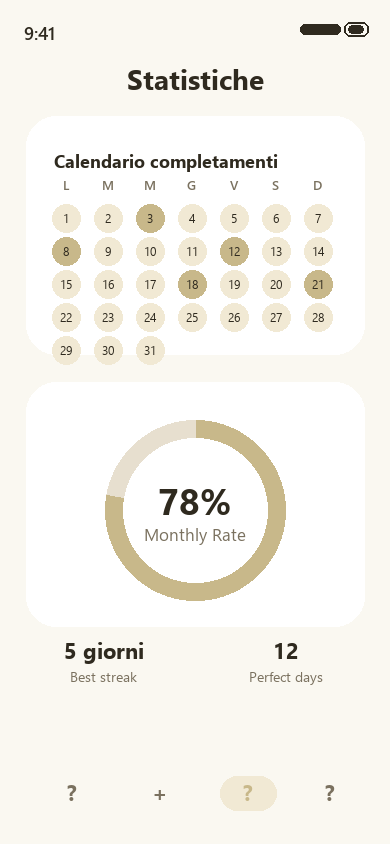 9:41
Statistiche
Calendario completamenti
L M M G V S D
1 2 3 4 5 6 7
8 9 10 11 12 13 14
15 16 17 18 19 20 21
22 23 24 25 26 27 28
29 30 31
78%
Monthly Rate
5 giorni 12
Best streak Perfect days
? + ? ?